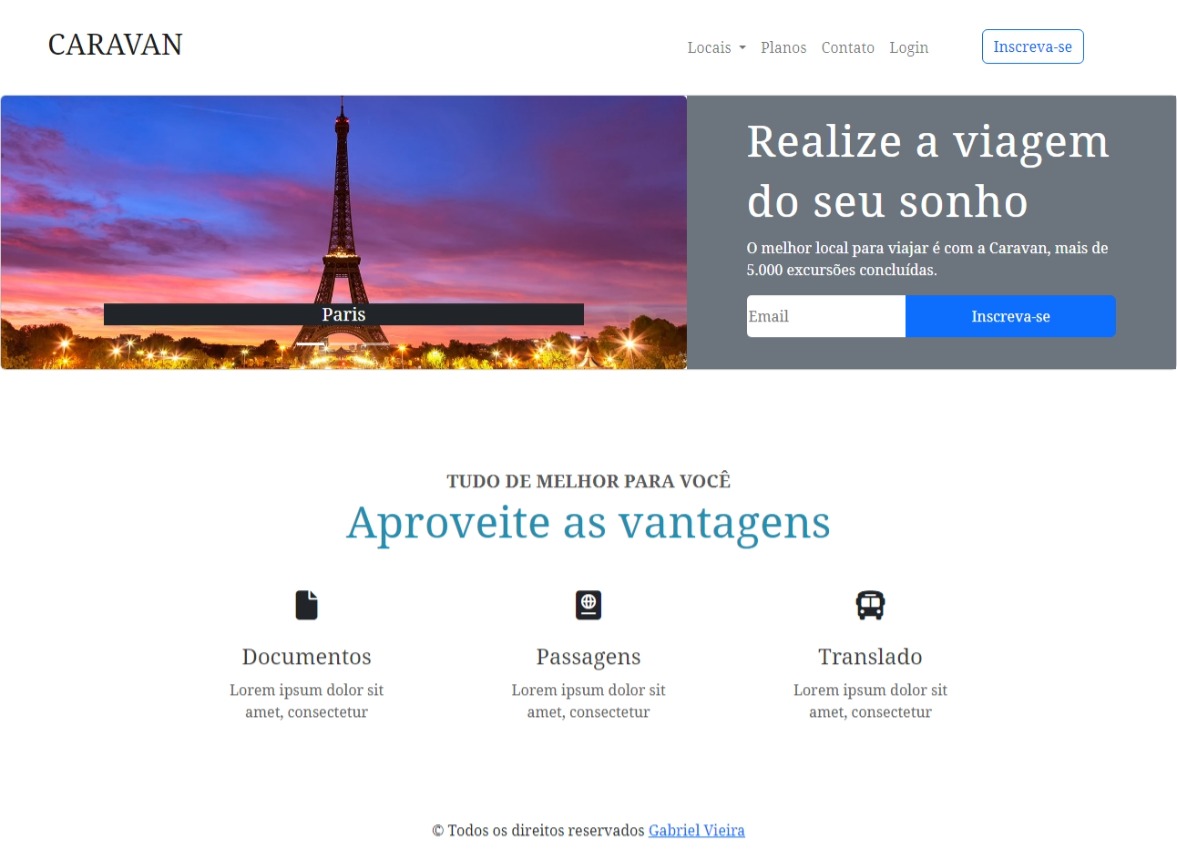 CARAVAN
Locais Planos Contato Login Inscreva-se
Realize a viagem
do seu sonho
O melhor local para viajar é com a Caravan, mais de
5.000 excursões concluídas.
Email Inscreva-se
Paris
TUDO DE MELHOR PARA VOCÊ
Aproveite as vantagens
Documentos
Lorem ipsum dolor sit
amet, consectetur
Passagens
Lorem ipsum dolor sit
amet, consectetur
Translado
Lorem ipsum dolor sit
amet, consectetur
© Todos os direitos reservados Gabriel Vieira